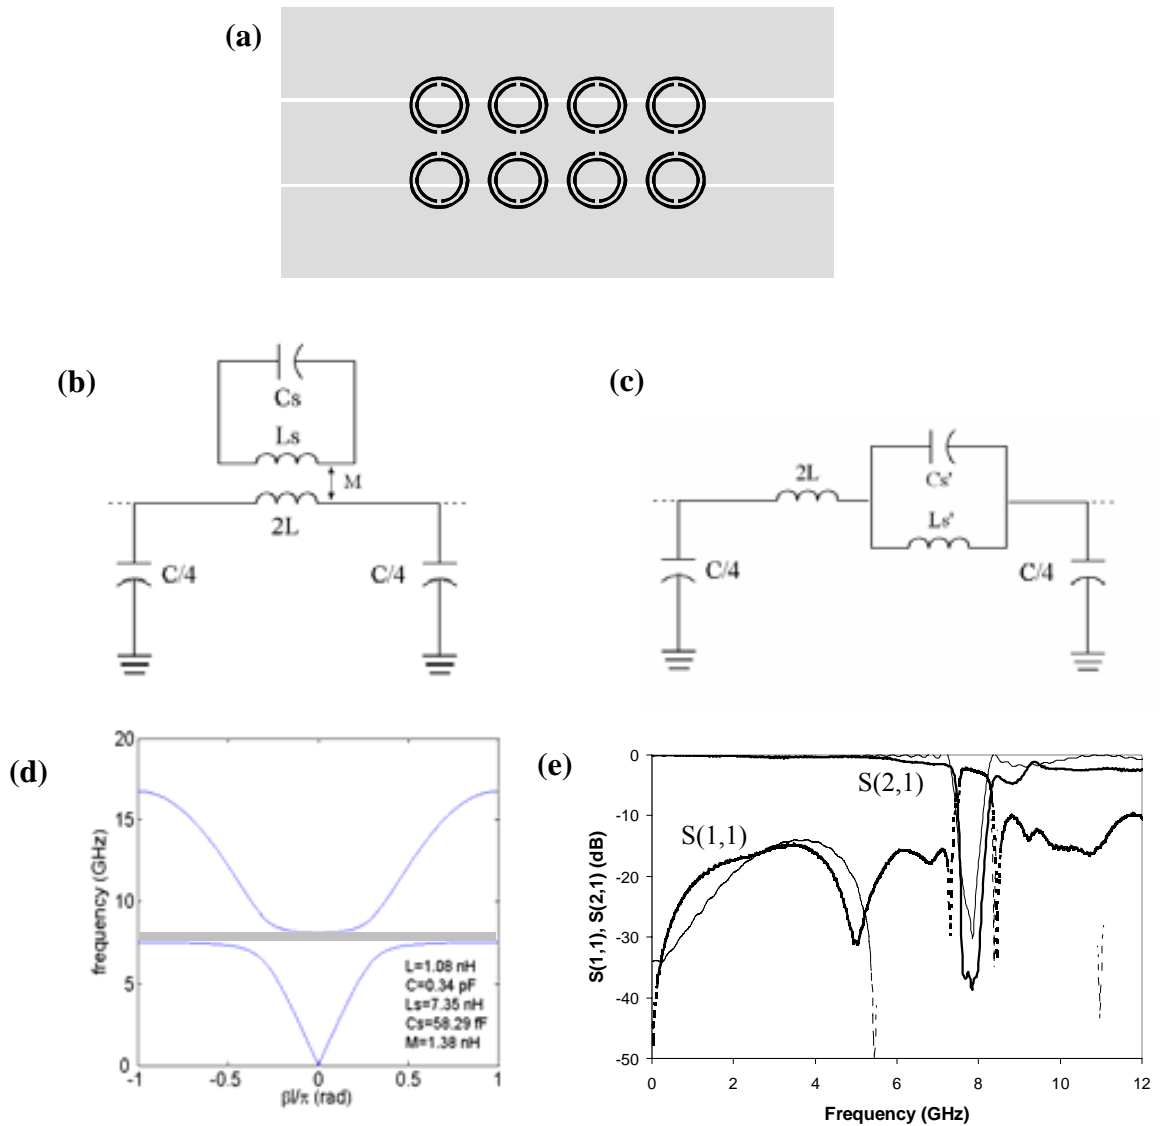 (a)
(b)
Cs
Ls
M
2L
C/4
C/4
(c)
2L
Cs'
Ls'
C/4
C/4
(d)
20
15
10
5
0
frequency (GHz)
L=1.08 nH
C=0.34 pF
Ls=7.35 nH
Cs=58.29 fF
M=1.38 nH
-1
-0.5
0
0.5
1
βl/π (rad)
(e)
0
-10
-20
-30
-40
-50
S(1,1), S(2,1) (dB)
S(2,1)
S(1,1)
0
2
4
6
8
10
12
Frequency (GHz)